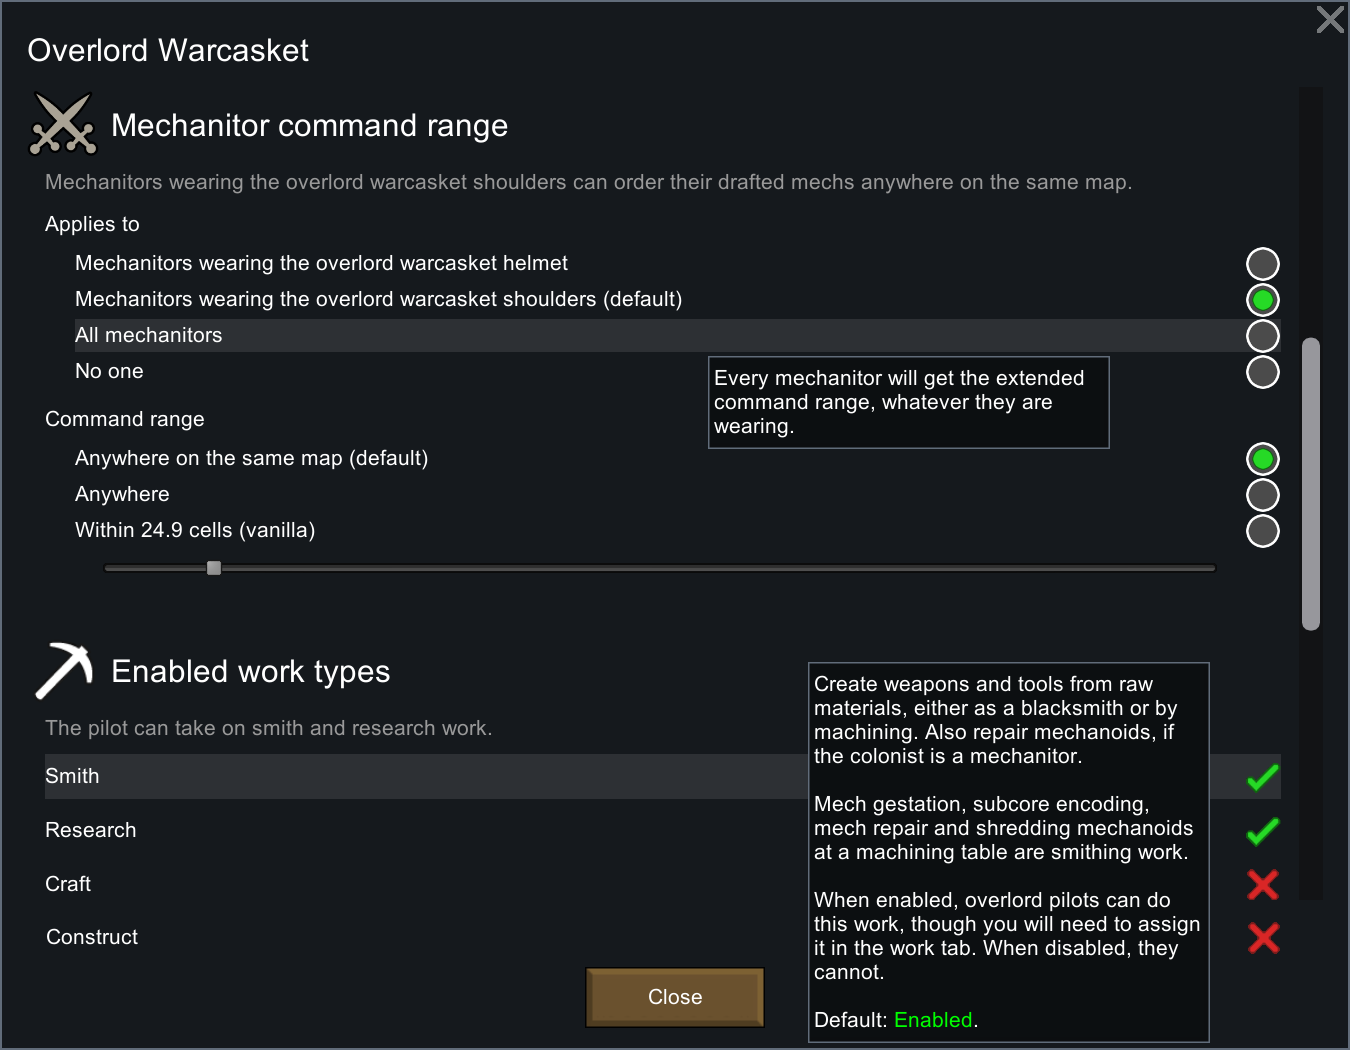 Overlord Warcasket
Mechanitor command range
Mechanitors wearing the overlord warcasket shoulders can order their drafted mechs anywhere on the same map.
Applies to
Mechanitors wearing the overlord warcasket helmet
Mechanitors wearing the overlord warcasket shoulders (default)
All mechanitors
No one
Every mechanitor will get the extended
command range, whatever they are
wearing.
Command range
Anywhere on the same map (default)
Anywhere
Within 24.9 cells (vanilla)
Enabled work types
The pilot can take on smith and research work.
Smith
Research
Craft
Construct
Create weapons and tools from raw
materials, either as a blacksmith or by
machining. Also repair mechanoids, if
the colonist is a mechanitor.
Mech gestation, subcore encoding,
mech repair and shredding mechanoids
at a machining table are smithing work.
When enabled, overlord pilots can do
this work, though you will need to assign
it in the work tab. When disabled, they
cannot.
Default: Enabled.
Close